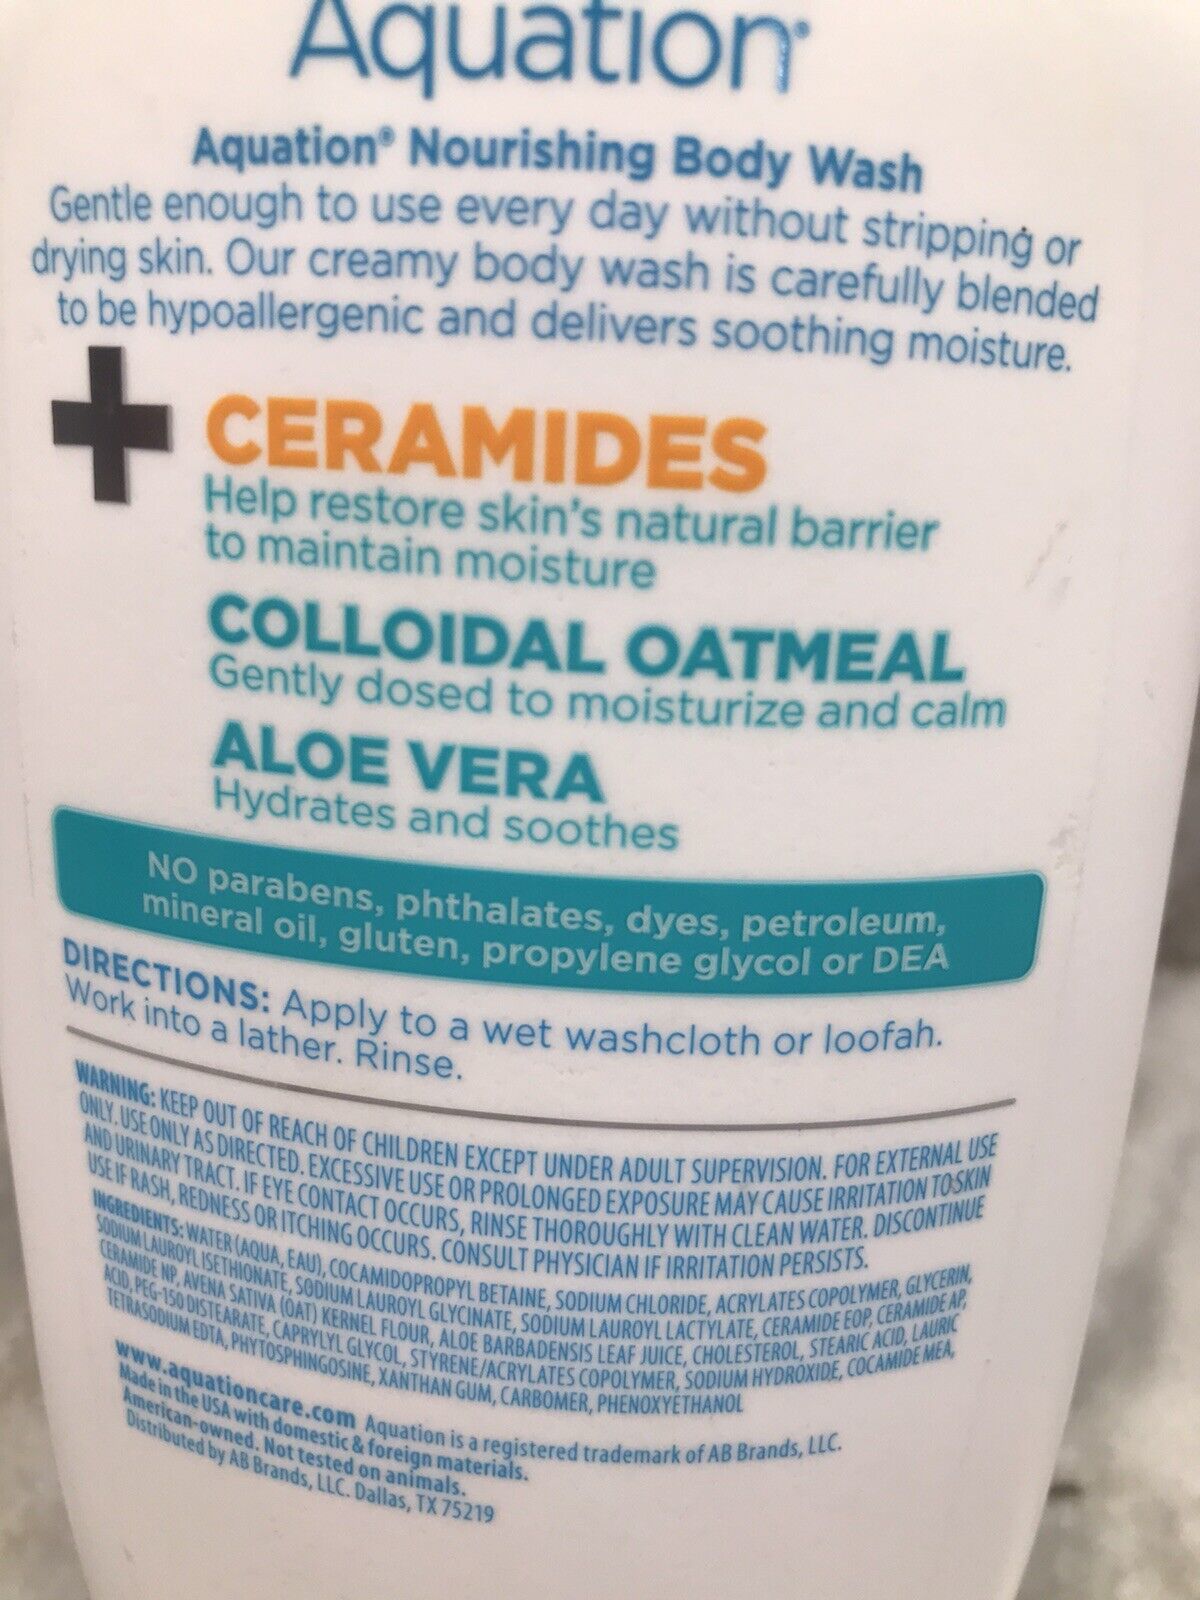 Aquation®
Aquation® Nourishing Body Wash
Gentle enough to use every day without stripping or
drying skin. Our creamy body wash is carefully blended
to be hypoallergenic and delivers soothing moisture.
CERAMIDES
Help restore skin's natural barrier
to maintain moisture
COLLOIDAL OATMEAL
Gently dosed to moisturize and calm
ALOE VERA
Hydrates and soothes
NO parabens, phthalates, dyes, petroleum,
mineral oil, gluten, propylene glycol or DEA
DIRECTIONS: Apply to a wet washcloth or loofah.
Work into a lather. Rinse.
WARNING: KEEP OUT OF REACH OF CHILDREN EXCEPT UNDER ADULT SUPERVISION. FOR EXTERNAL USE
ONLY. USE ONLY AS DIRECTED. EXCESSIVE USE OR PROLONGED EXPOSURE MAY CAUSE IRRITATION TO SKIN
AND URINARY TRACT. IF EYE CONTACT OCCURS, RINSE THOROUGHLY WITH CLEAN WATER. DISCONTINUE
USE IF RASH, REDNESS OR ITCHING OCCURS. CONSULT PHYSICIAN IF IRRITATION PERSISTS.
INGREDIENTS: WATER (AQUA, EAU), COCAMIDOPROPYL BETAINE, SODIUM CHLORIDE, ACRYLATES COPOLYMER, GLYCERIN,
SODIUM LAUROYL ISETHIONATE, SODIUM LAUROYL GLYCINATE, SODIUM LAUROYL LACTYLATE, CERAMIDE EOP, CERAMIDE AP,
CERAMIDE NP, AVENA SATIVA (OAT) KERNEL FLOUR, ALOE BARBADENSIS LEAF JUICE, CHOLESTEROL, STEARIC ACID, LAURIC
ACID, PEG-150 DISTEARATE, CAPRYLYL GLYCOL, STYRENE/ACRYLATES COPOLYMER, SODIUM HYDROXIDE, COCAMIDE MEA,
TETRASODIUM EDTA, PHYTOSPHINGOSINE, XANTHAN GUM, CARBOMER, PHENOXYETHANOL
www.aquationcare.com Aquation is a registered trademark of AB Brands, LLC.
Made in the USA with domestic & foreign materials.
American-owned. Not tested on animals.
Distributed by AB Brands, LLC. Dallas, TX 75219